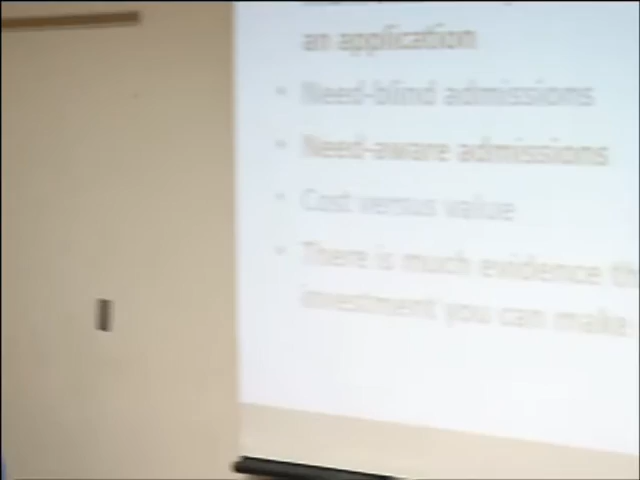 an application
Need-blind admissions
Need-aware admissions
Cost versus value
There is much evidence
investment you can make